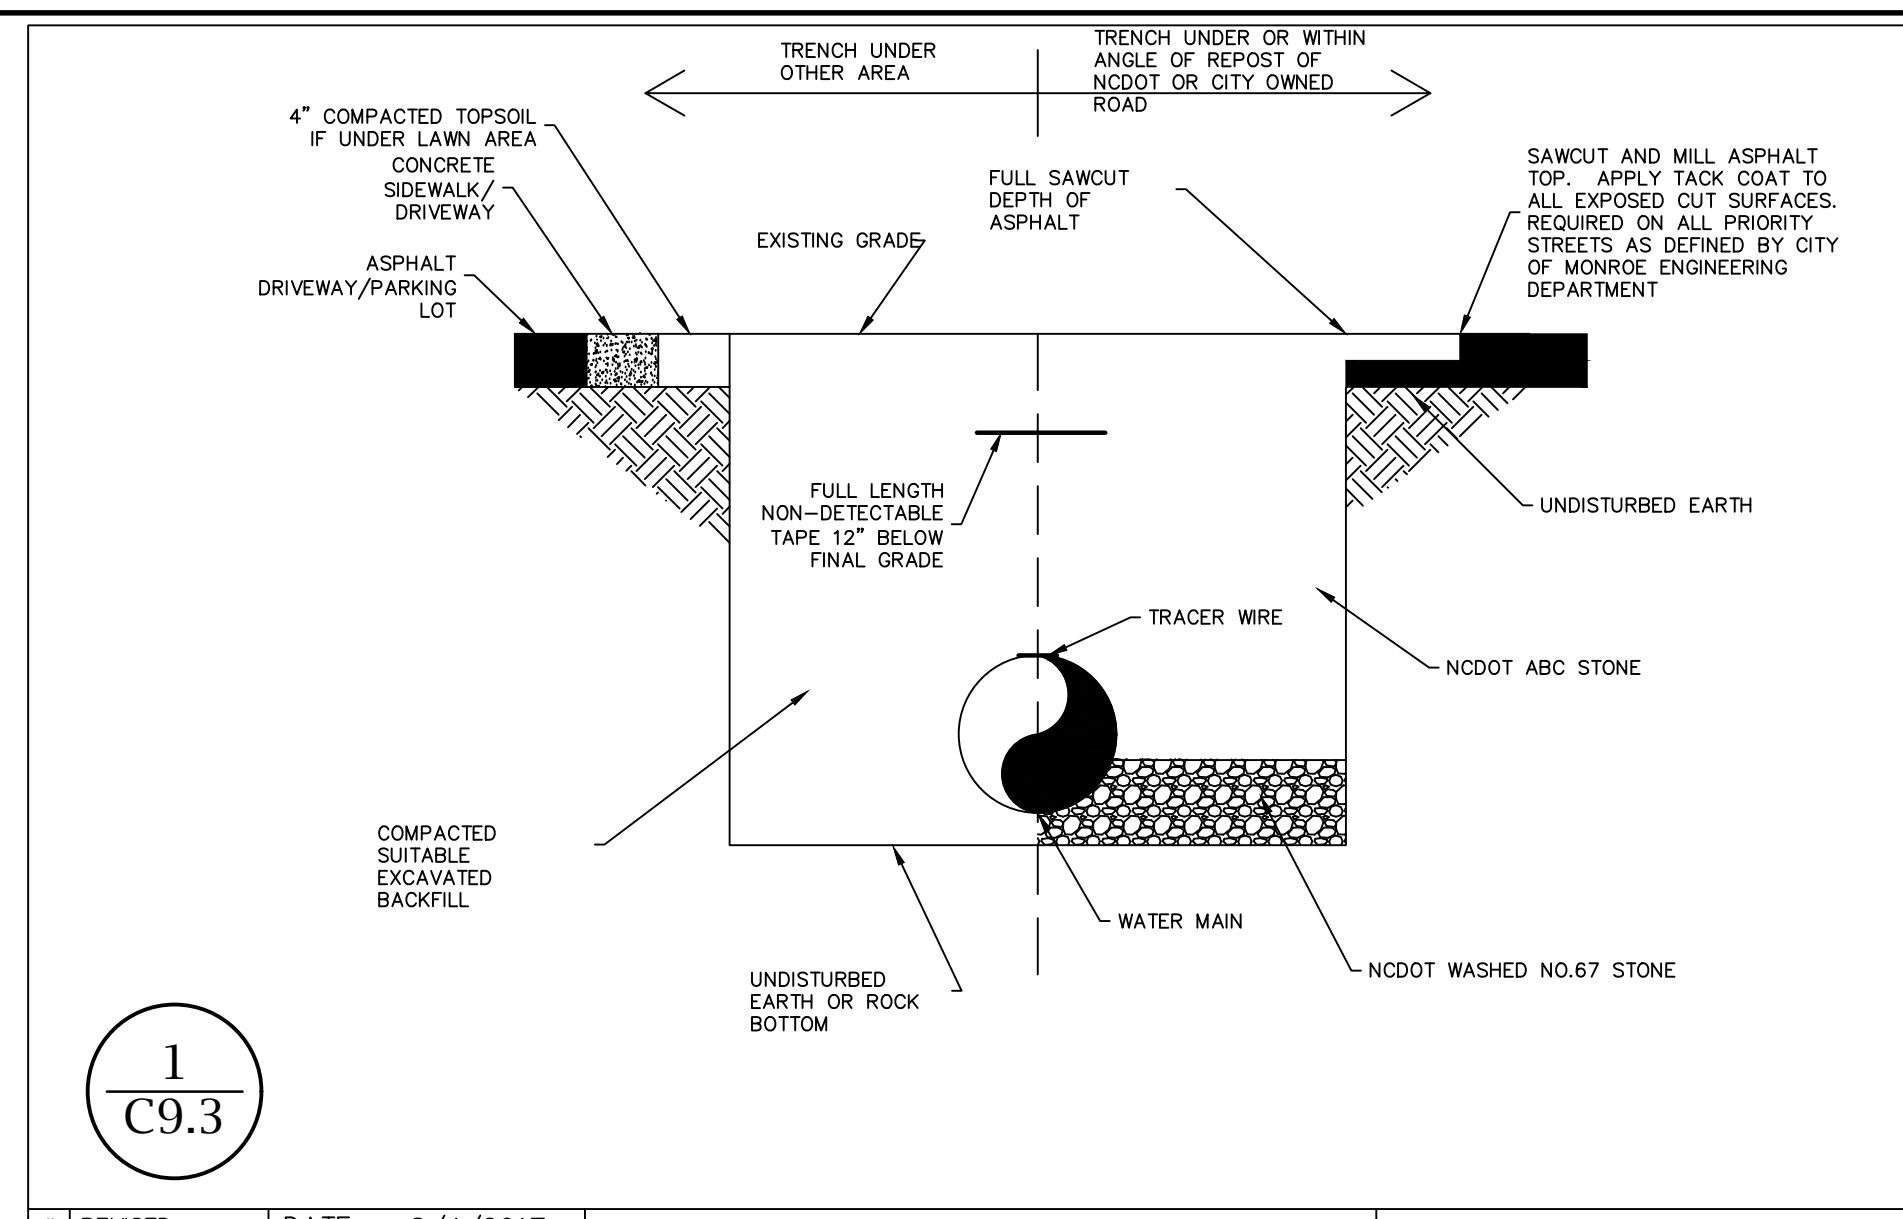 TRENCH UNDER
OTHER AREA
TRENCH UNDER OR WITHIN
ANGLE OF REPOST OF
NCDOT OR CITY OWNED
ROAD
4" COMPACTED TOPSOIL
IF UNDER LAWN AREA
CONCRETE
SIDEWALK/
DRIVEWAY
ASPHALT
DRIVEWAY/PARKING
LOT
EXISTING GRADE
FULL SAWCUT
DEPTH OF
ASPHALT
SAWCUT AND MILL ASPHALT
TOP. APPLY TACK COAT TO
ALL EXPOSED CUT SURFACES.
REQUIRED ON ALL PRIORITY
STREETS AS DEFINED BY CITY
OF MONROE ENGINEERING
DEPARTMENT
FULL LENGTH
NON-DETECTABLE
TAPE 12" BELOW
FINAL GRADE
UNDISTURBED EARTH
TRACER WIRE
NCDOT ABC STONE
COMPACTED
SUITABLE
EXCAVATED
BACKFILL
WATER MAIN
NCDOT WASHED NO.67 STONE
UNDISTURBED
EARTH OR ROCK
BOTTOM
1
C9.3
REVISED DATE